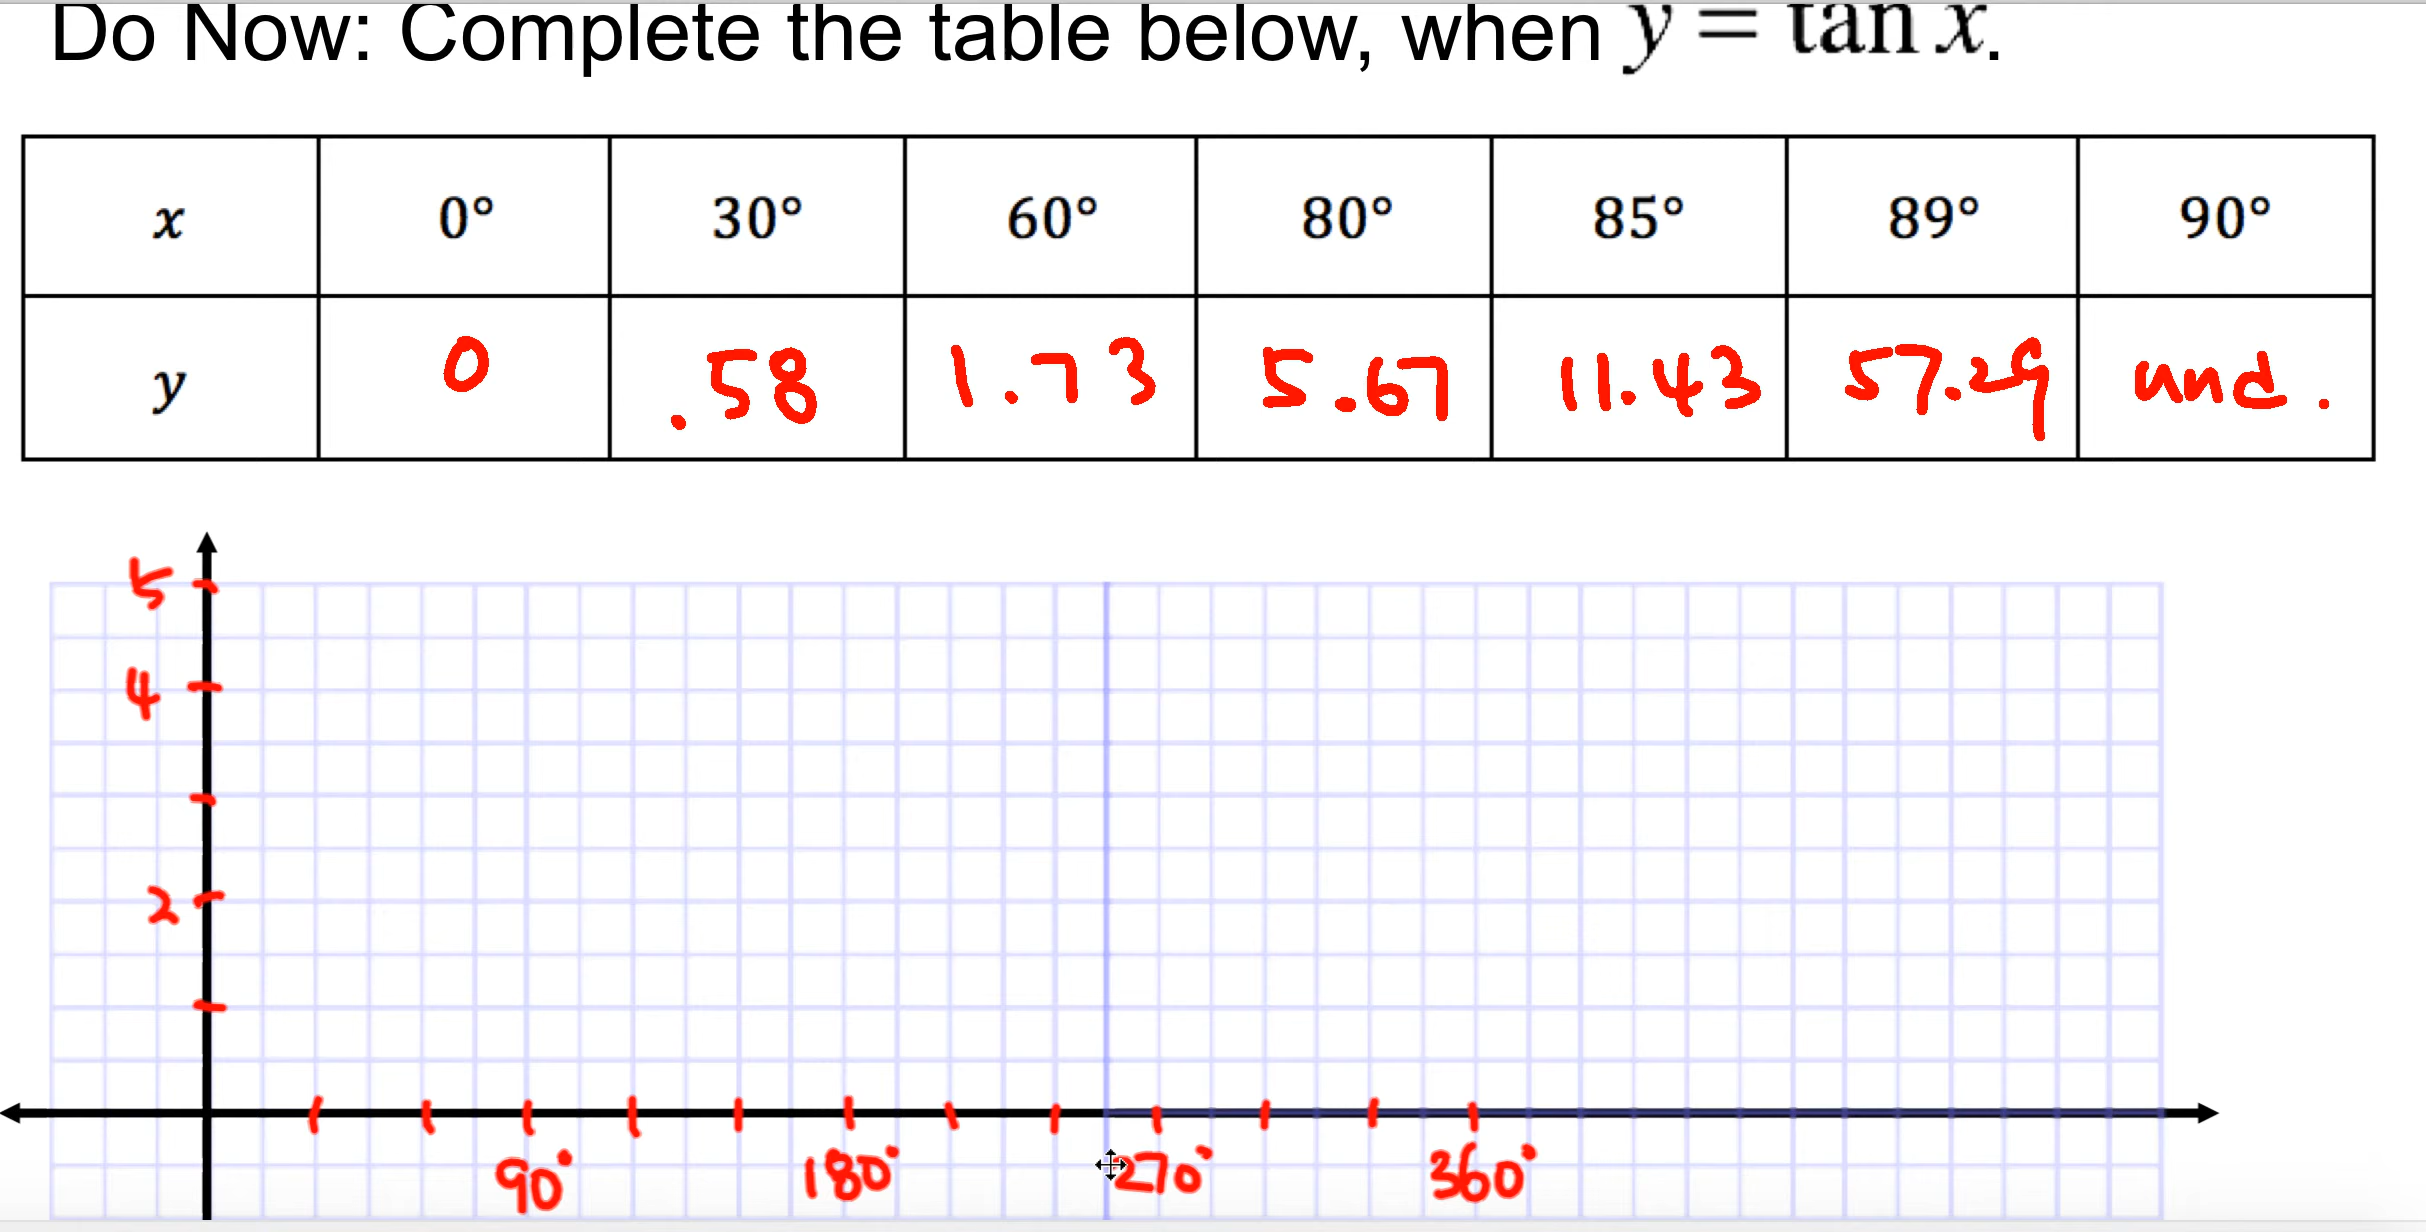 Do Now: Complete the table below, when y = tan x.
x 0° 30° 60° 80° 85° 89° 90°
y 0 .58 1.73 5.67 11.43 57.29 und.
5
4
2
90° 180° 270° 360°